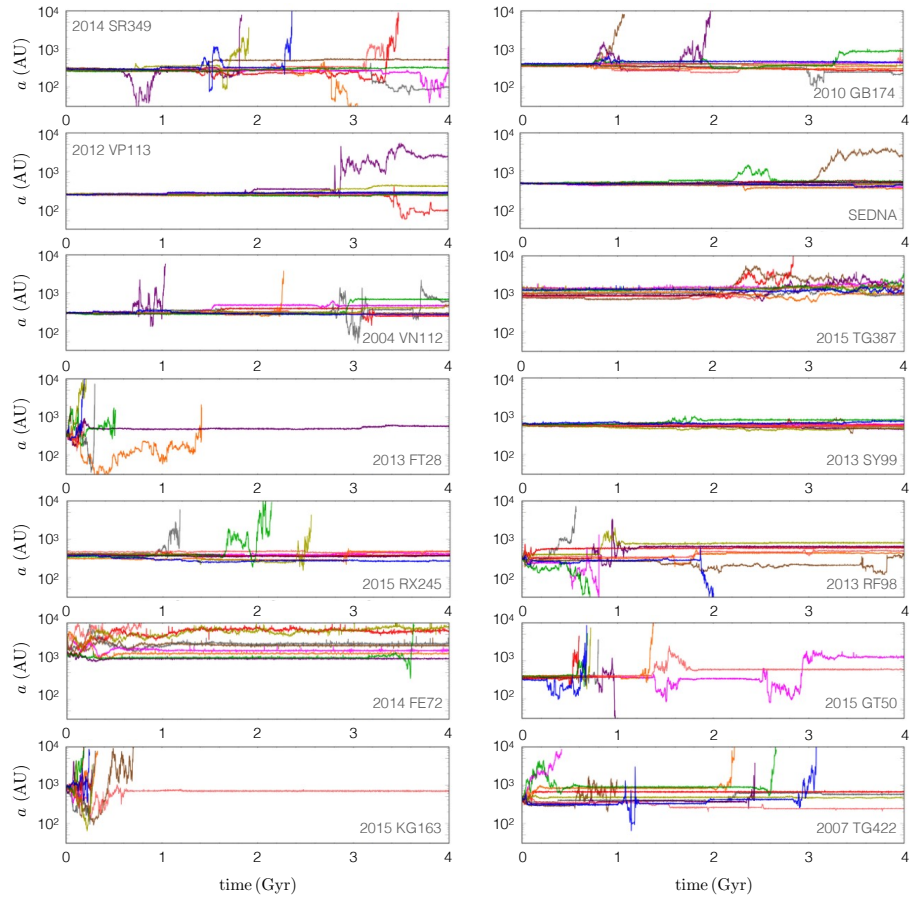 2014 SR349
10⁴
10³
10²
a (AU)
0 1 2 3 4
2010 GB174
10⁴
10³
10²
a (AU)
0 1 2 3 4
2012 VP113
10⁴
10³
10²
a (AU)
0 1 2 3 4
SEDNA
10⁴
10³
10²
a (AU)
0 1 2 3 4
2004 VN112
10⁴
10³
10²
a (AU)
0 1 2 3 4
2015 TG387
10⁴
10³
10²
a (AU)
0 1 2 3 4
2013 FT28
10⁴
10³
10²
a (AU)
0 1 2 3 4
2013 SY99
10⁴
10³
10²
a (AU)
0 1 2 3 4
2015 RX245
10⁴
10³
10²
a (AU)
0 1 2 3 4
2013 RF98
10⁴
10³
10²
a (AU)
0 1 2 3 4
2014 FE72
10⁴
10³
10²
a (AU)
0 1 2 3 4
2015 GT50
10⁴
10³
10²
a (AU)
0 1 2 3 4
2015 KG163
10⁴
10³
10²
a (AU)
0 1 2 3 4
time (Gyr)
2007 TG422
10⁴
10³
10²
a (AU)
0 1 2 3 4
time (Gyr)